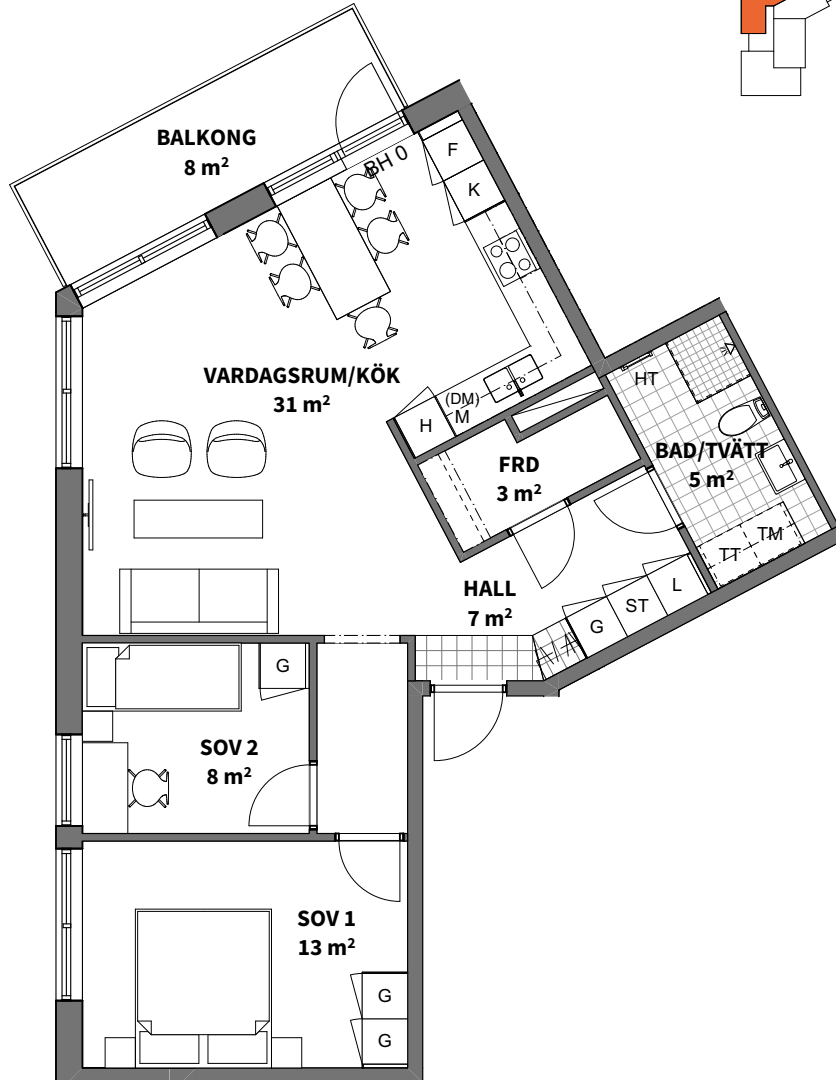 BALKONG
8 m²
BH 0
F
K
VARDAGSRUM/KÖK
31 m²
HT
(DM)
H
M
FRD
3 m²
BAD/TVÄTT
5 m²
TT
TM
HALL
7 m²
L
ST
G
G
SOV 2
8 m²
SOV 1
13 m²
G
G